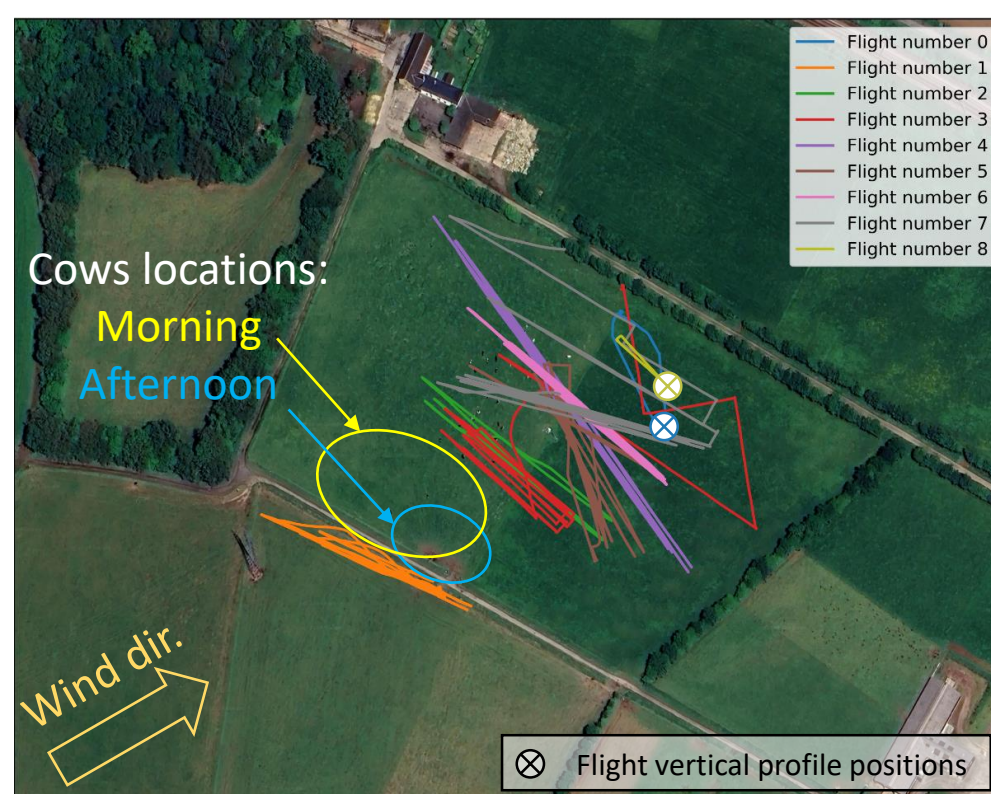 Flight number 0
Flight number 1
Flight number 2
Flight number 3
Flight number 4
Flight number 5
Flight number 6
Flight number 7
Flight number 8
Cows locations:
Morning
Afternoon
Wind dir.
Flight vertical profile positions